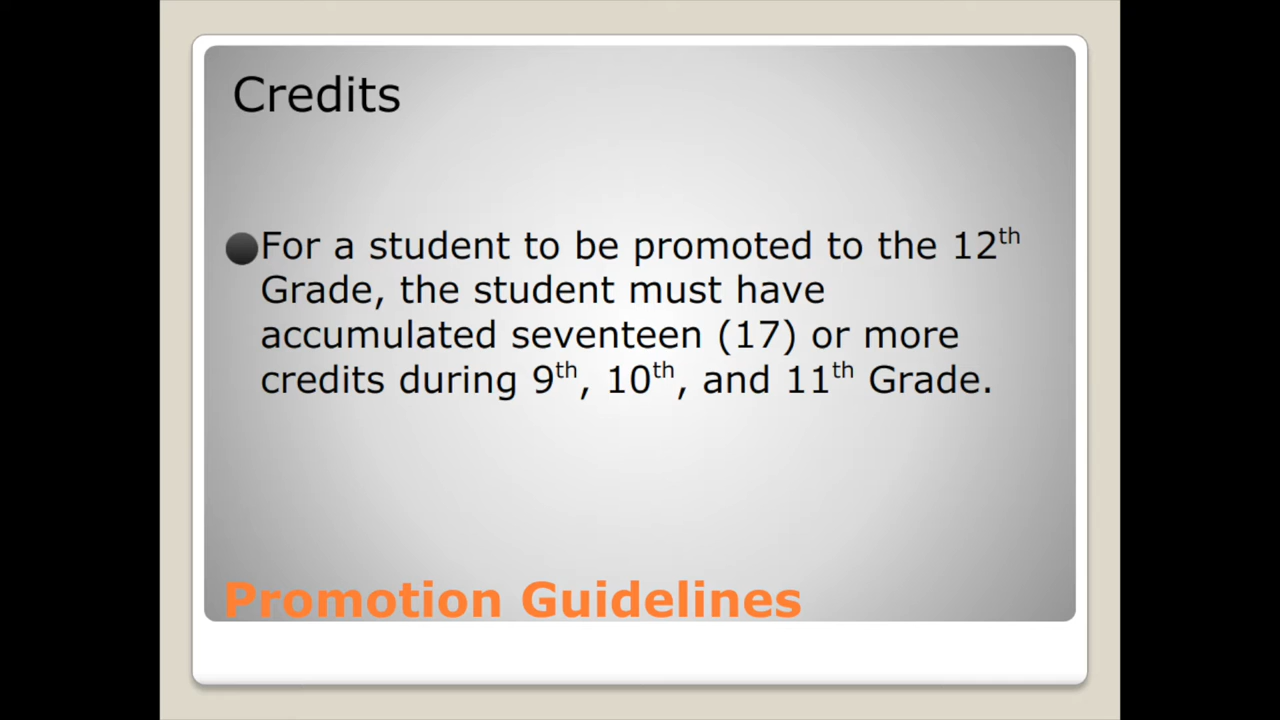 Credits
For a student to be promoted to the 12th
Grade, the student must have
accumulated seventeen (17) or more
credits during 9th, 10th, and 11th Grade.
Promotion Guidelines